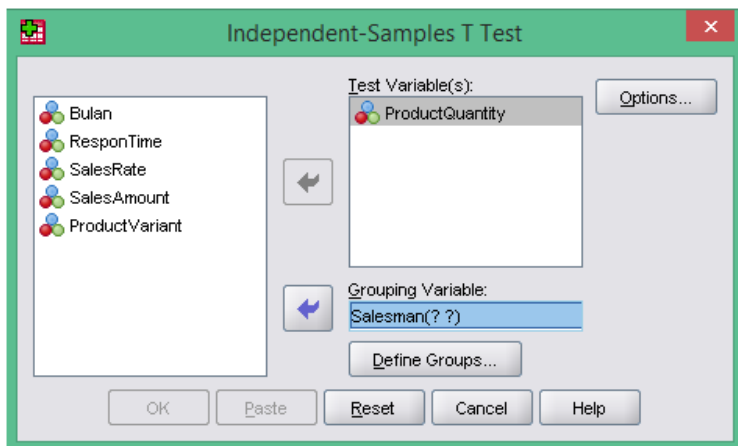 Independent-Samples T Test
Bulan
ResponTime
SalesRate
SalesAmount
ProductVariant
Test Variable(s):
ProductQuantity
Options...
Grouping Variable:
Salesman(? ?)
Define Groups...
OK
Paste
Reset
Cancel
Help